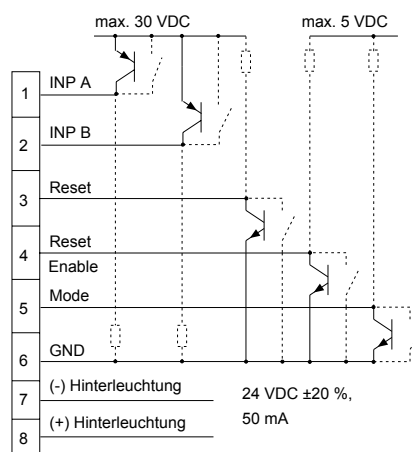 max. 30 VDC
max. 5 VDC
1 INP A
2 INP B
3 Reset
4 Reset
Enable
5 Mode
6 GND
7 (-) Hinterleuchtung
24 VDC ±20 %,
50 mA
8 (+) Hinterleuchtung